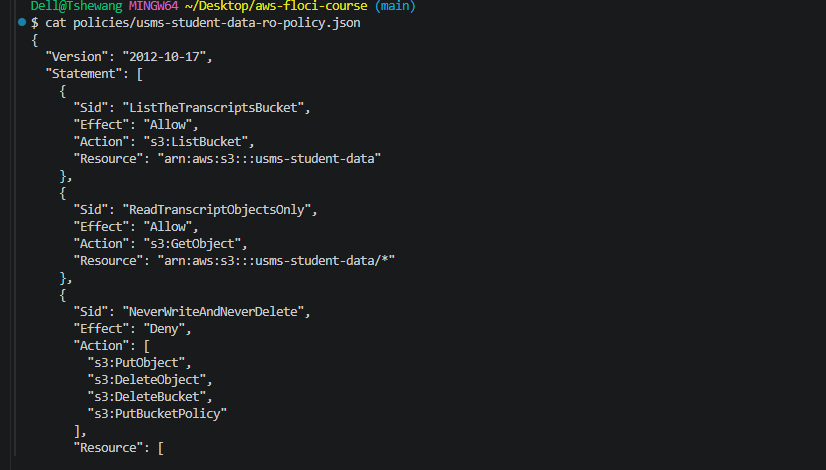 Dell@Tshewang MINGW64 ~/Desktop/aws-floci-course (main)
$ cat policies/usms-student-data-ro-policy.json
{
  "Version": "2012-10-17",
  "Statement": [
    {
      "Sid": "ListTheTranscriptsBucket",
      "Effect": "Allow",
      "Action": "s3:ListBucket",
      "Resource": "arn:aws:s3:::usms-student-data"
    },
    {
      "Sid": "ReadTranscriptObjectsOnly",
      "Effect": "Allow",
      "Action": "s3:GetObject",
      "Resource": "arn:aws:s3:::usms-student-data/*"
    },
    {
      "Sid": "NeverWriteAndNeverDelete",
      "Effect": "Deny",
      "Action": [
        "s3:PutObject",
        "s3:DeleteObject",
        "s3:DeleteBucket",
        "s3:PutBucketPolicy"
      ],
      "Resource": [